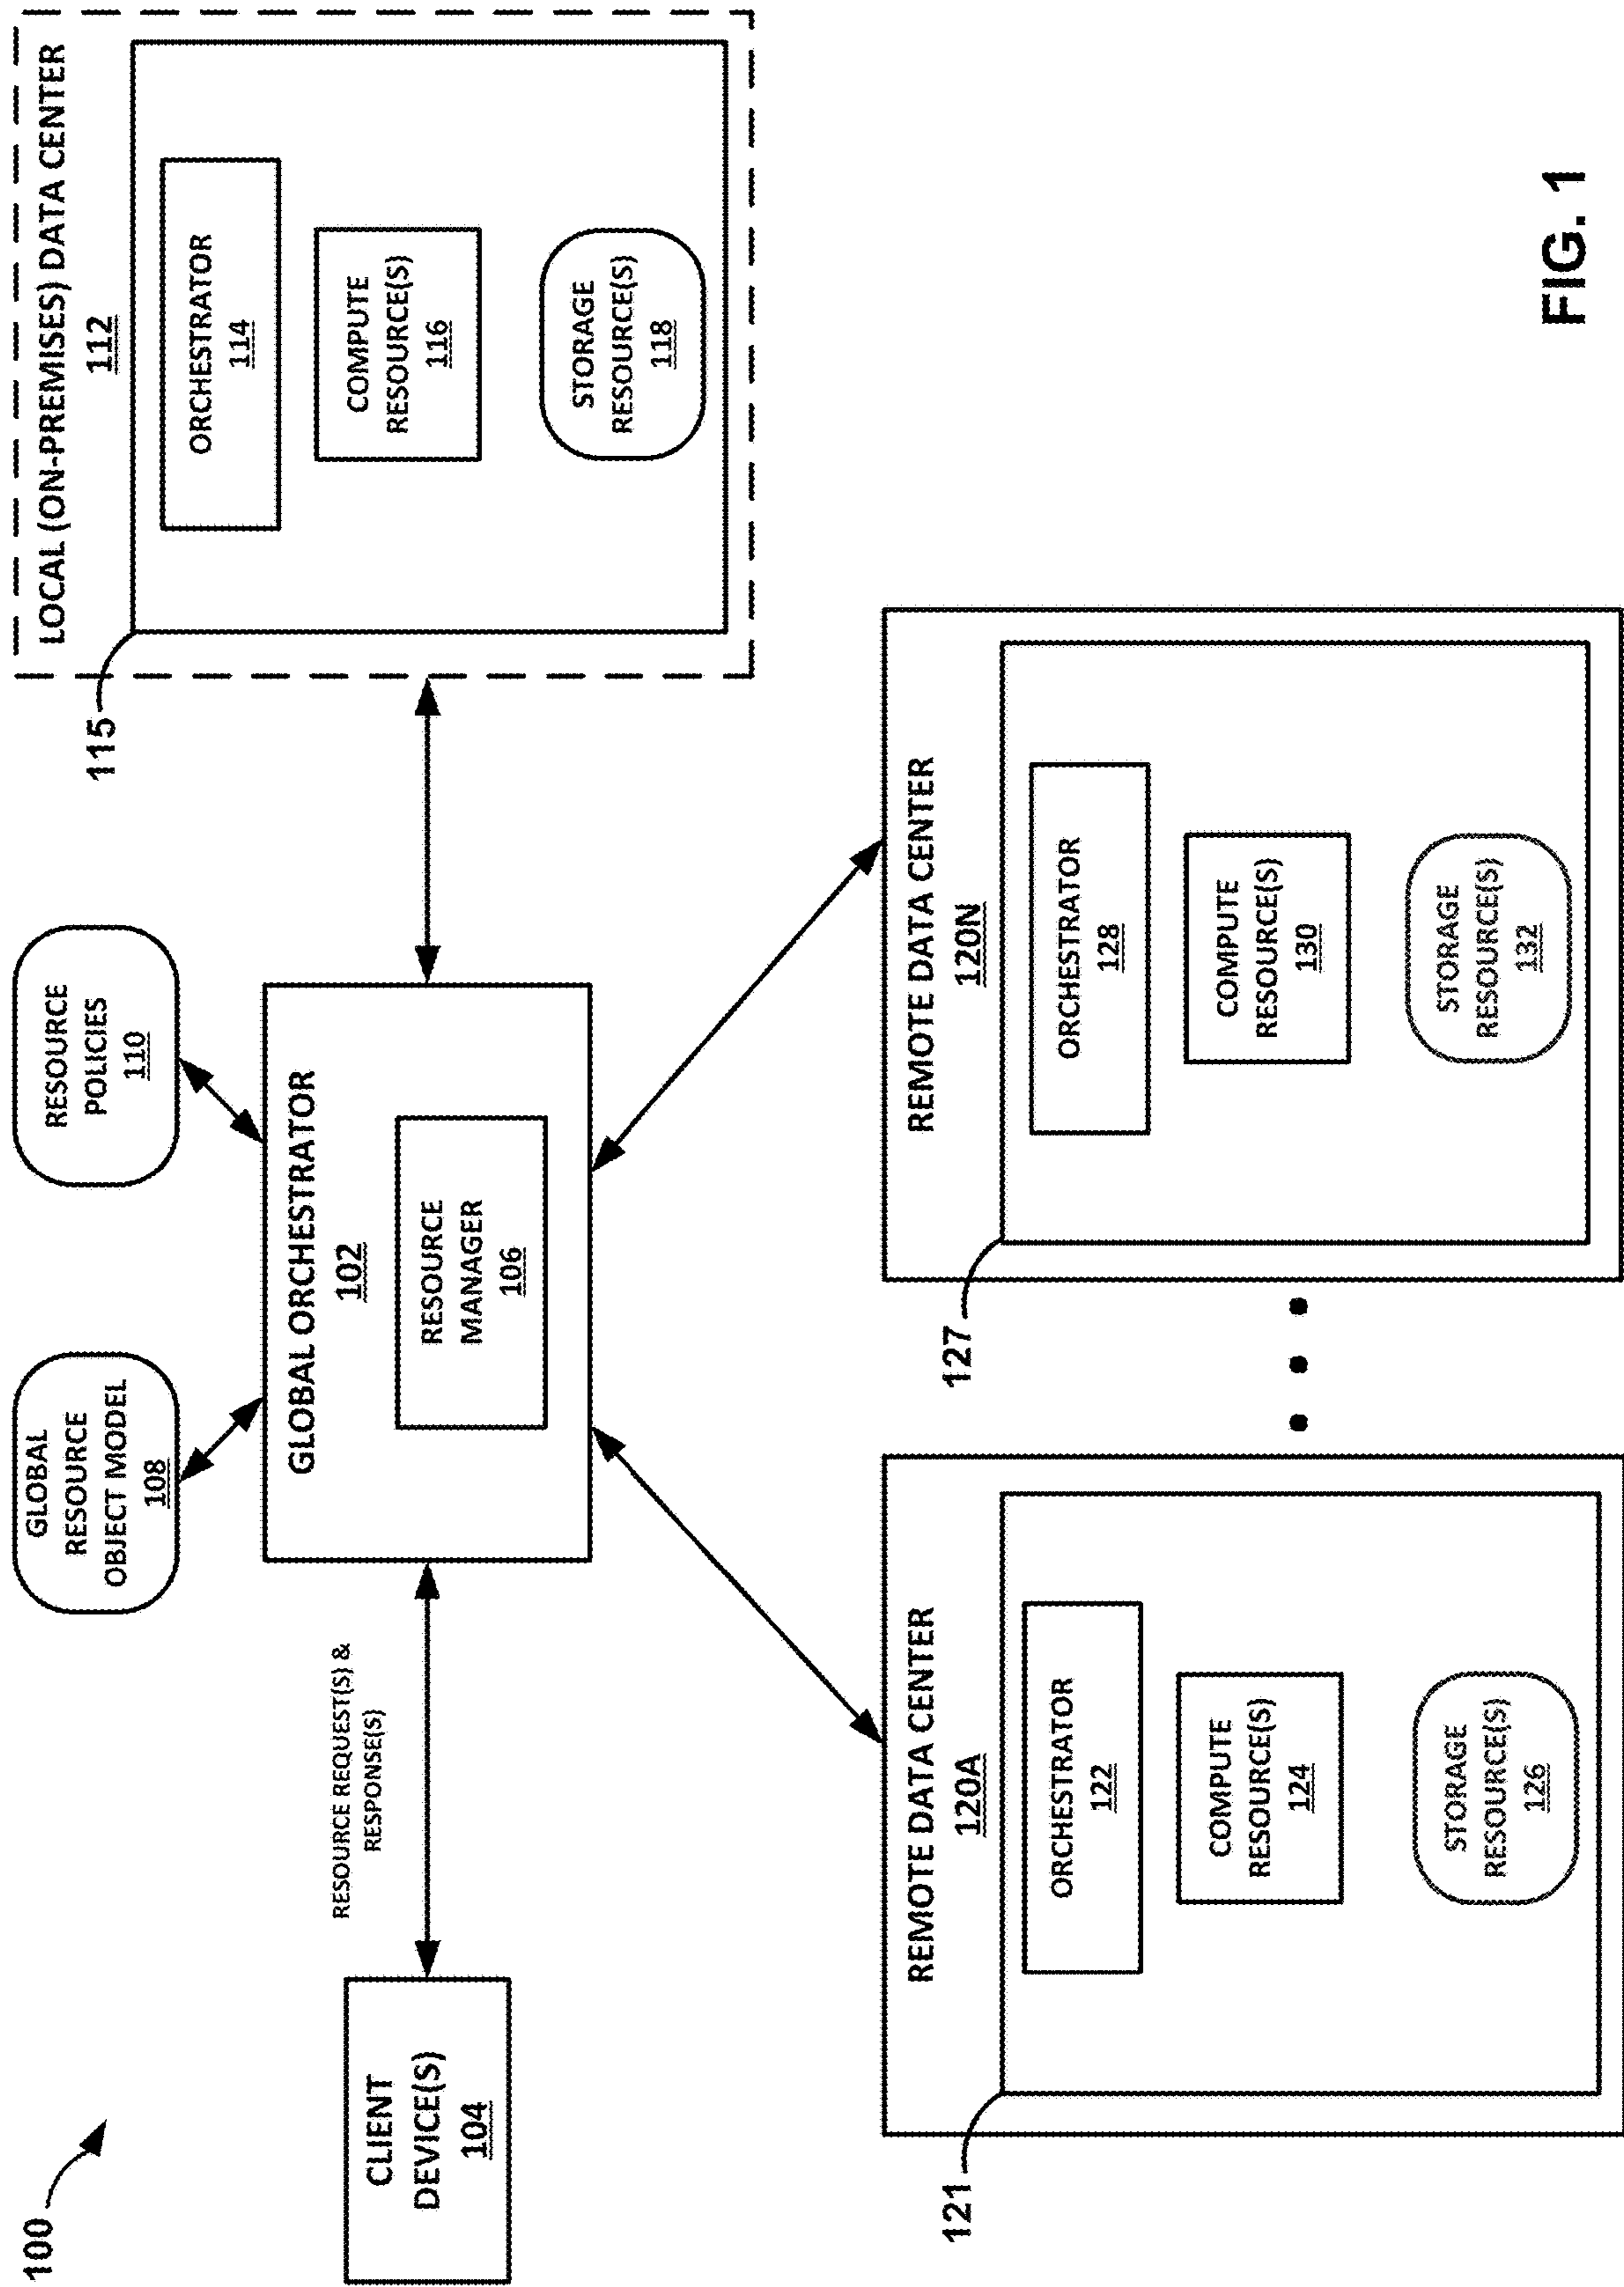 100
CLIENT
DEVICE(S)
104
RESOURCE REQUEST(S) &
RESPONSE(S)
GLOBAL
RESOURCE
OBJECT MODEL
108
RESOURCE
POLICIES
110
GLOBAL ORCHESTRATOR
102
RESOURCE
MANAGER
106
115
LOCAL (ON-PREMISES) DATA CENTER
112
ORCHESTRATOR
114
COMPUTE
RESOURCE(S)
116
STORAGE
RESOURCE(S)
118
121
REMOTE DATA CENTER
120A
ORCHESTRATOR
122
COMPUTE
RESOURCE(S)
124
STORAGE
RESOURCE(S)
126
127
REMOTE DATA CENTER
120N
ORCHESTRATOR
128
COMPUTE
RESOURCE(S)
130
STORAGE
RESOURCE(S)
132
FIG. 1